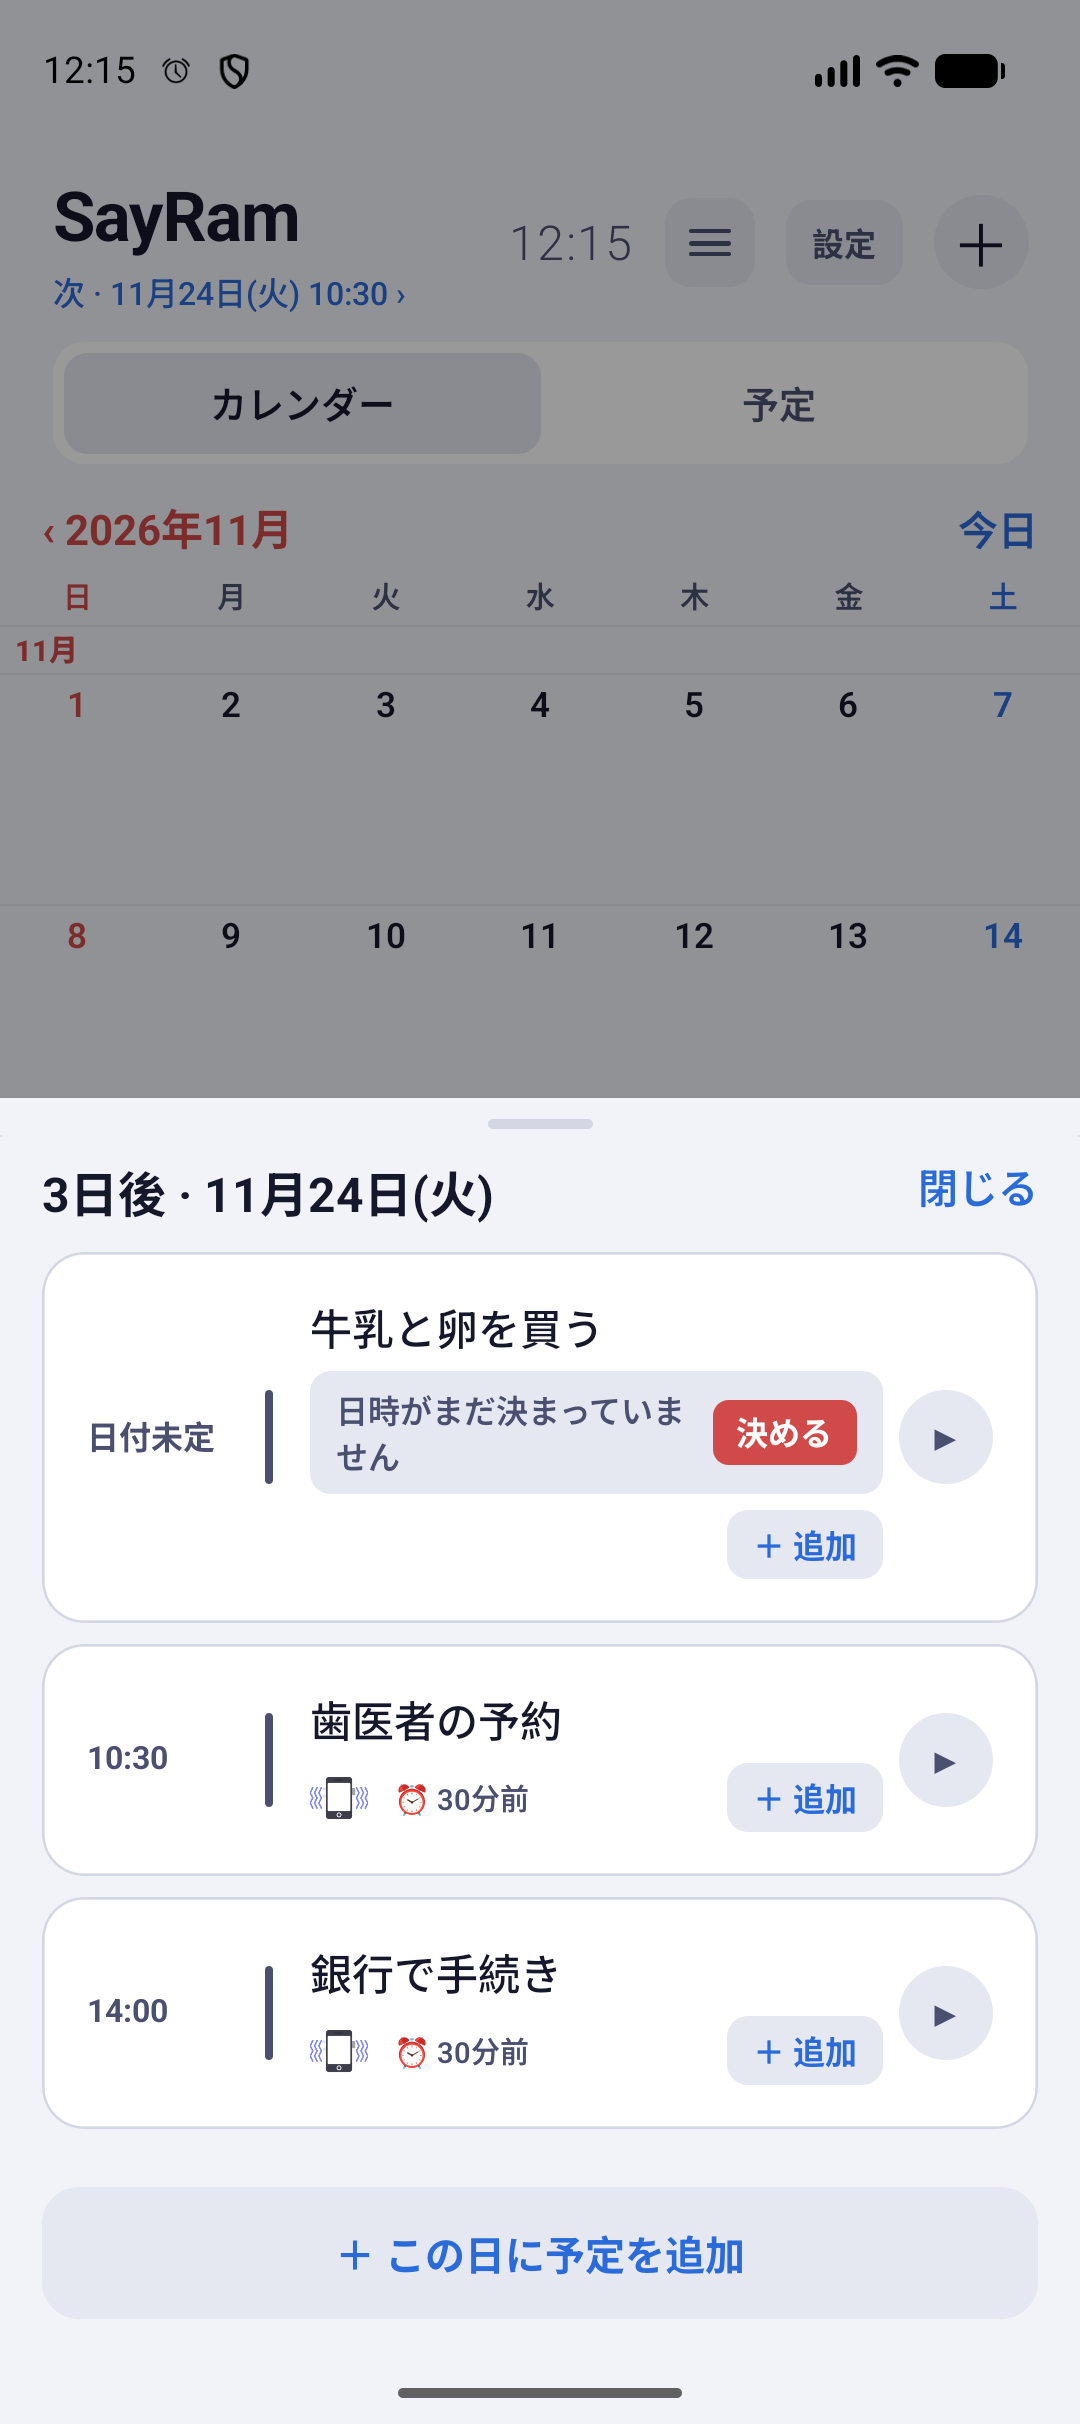 12:15
SayRam
12:15
設定
次 · 11月24日(火) 10:30 ›
カレンダー
予定
‹ 2026年11月
今日
日 月 火 水 木 金 土
11月
1 2 3 4 5 6 7
8 9 10 11 12 13 14
3日後 · 11月24日(火)
閉じる
牛乳と卵を買う
日付未定
日時がまだ決まっていま
せん
決める
＋ 追加
歯医者の予約
10:30
30分前
＋ 追加
銀行で手続き
14:00
30分前
＋ 追加
＋ この日に予定を追加